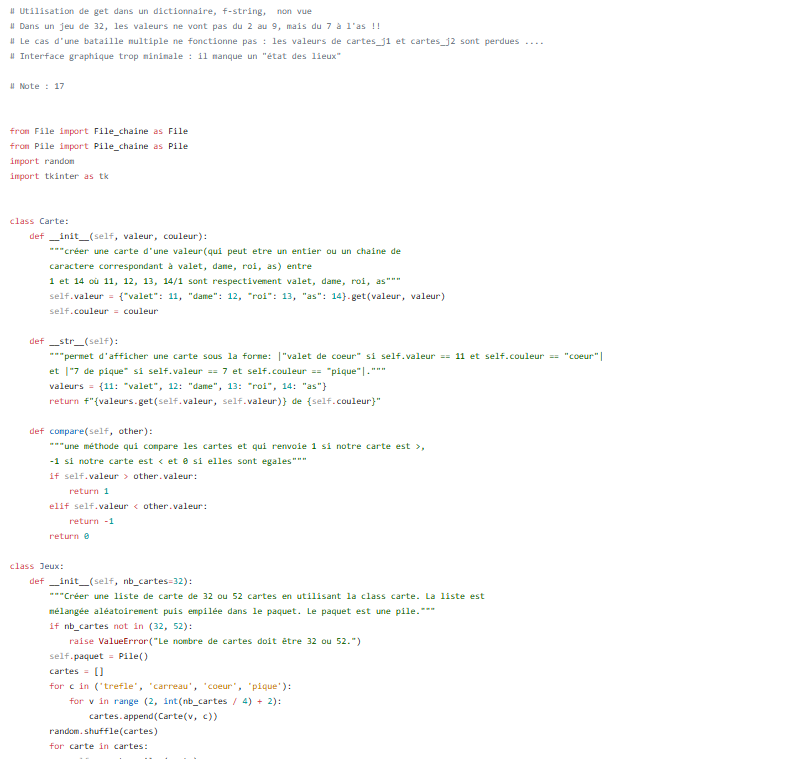 # Utilisation de get dans un dictionnaire, f-string,  non vue
# Dans un jeu de 32, les valeurs ne vont pas du 2 au 9, mais du 7 à l'as !!
# Le cas d'une bataille multiple ne fonctionne pas : les valeurs de cartes_j1 et cartes_j2 sont perdues ....
# Interface graphique trop minimale : il manque un "état des lieux"

# Note : 17


from File import File_chaine as File
from Pile import Pile_chaine as Pile
import random
import tkinter as tk


class Carte:
    def __init__(self, valeur, couleur):
        """créer une carte d'une valeur(qui peut etre un entier ou un chaine de
        caractere correspondant à valet, dame, roi, as) entre
        1 et 14 où 11, 12, 13, 14/1 sont respectivement valet, dame, roi, as"""
        self.valeur = {"valet": 11, "dame": 12, "roi": 13, "as": 14}.get(valeur, valeur)
        self.couleur = couleur

    def __str__(self):
        """permet d'afficher une carte sous la forme: |"valet de coeur" si self.valeur == 11 et self.couleur == "coeur"|
        et |"7 de pique" si self.valeur == 7 et self.couleur == "pique"|."""
        valeurs = {11: "valet", 12: "dame", 13: "roi", 14: "as"}
        return f"{valeurs.get(self.valeur, self.valeur)} de {self.couleur}"

    def compare(self, other):
        """une méthode qui compare les cartes et qui renvoie 1 si notre carte est >,
        -1 si notre carte est < et 0 si elles sont egales"""
        if self.valeur > other.valeur:
            return 1
        elif self.valeur < other.valeur:
            return -1
        return 0

class Jeux:
    def __init__(self, nb_cartes=32):
        """Créer une liste de carte de 32 ou 52 cartes en utilisant la class carte. La liste est
        mélangée aléatoirement puis empilée dans le paquet. Le paquet est une pile."""
        if nb_cartes not in (32, 52):
            raise ValueError("Le nombre de cartes doit être 32 ou 52.")
        self.paquet = Pile()
        cartes = []
        for c in ('trefle', 'carreau', 'coeur', 'pique'):
            for v in range (2, int(nb_cartes / 4) + 2):
                cartes.append(Carte(v, c))
        random.shuffle(cartes)
        for carte in cartes: